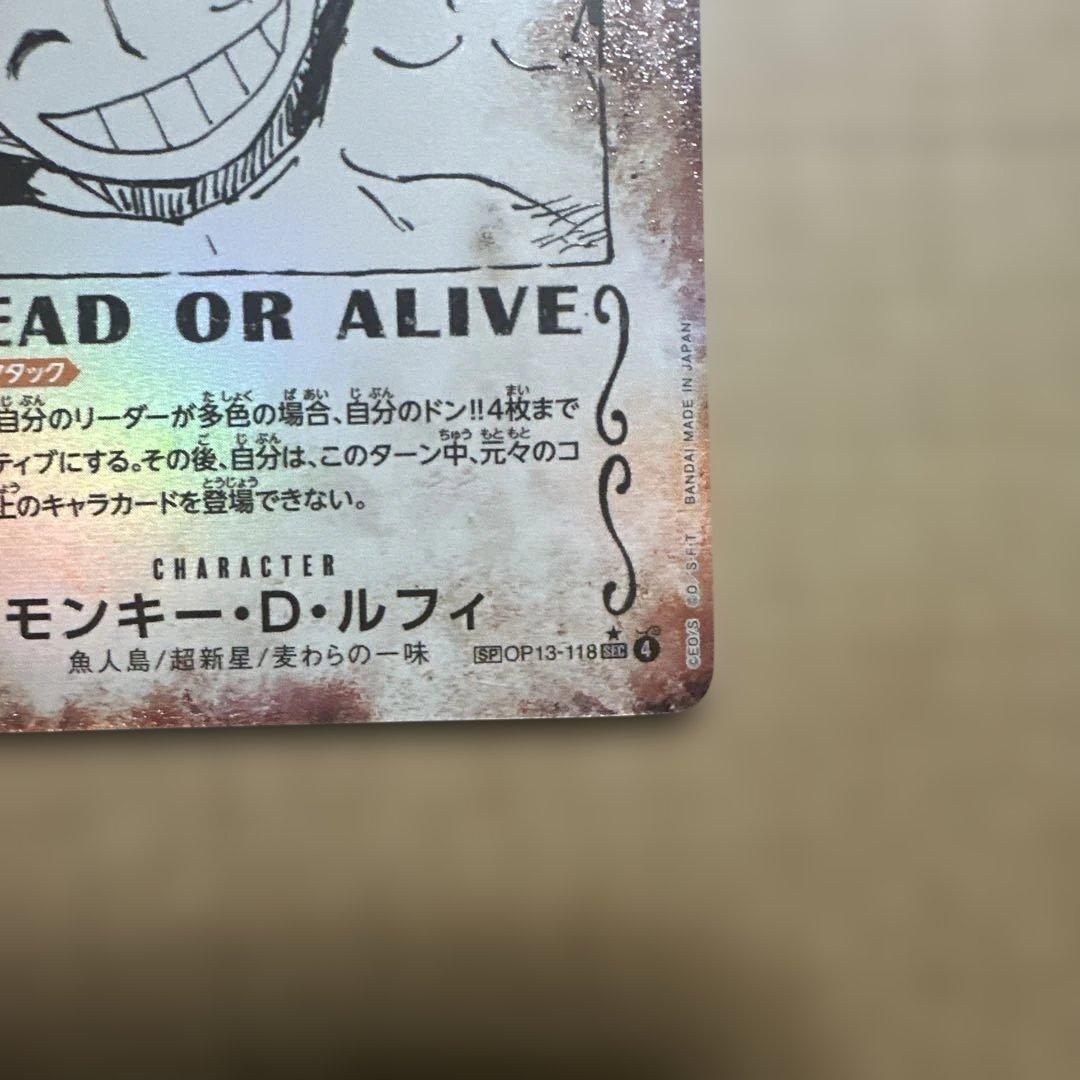 EAD OR ALIVE
アタック
自分のリーダーが多色の場合、自分のドン!!4枚まで
ティブにする。その後、自分は、このターン中、元々のコ
上のキャラカードを登場できない。
CHARACTER
モンキー・D・ルフィ
魚人島/超新星/麦わらの一味
SP OP13-118 SEC 4
©EO/S ©O/S・F・T BANDAI MADE IN JAPAN